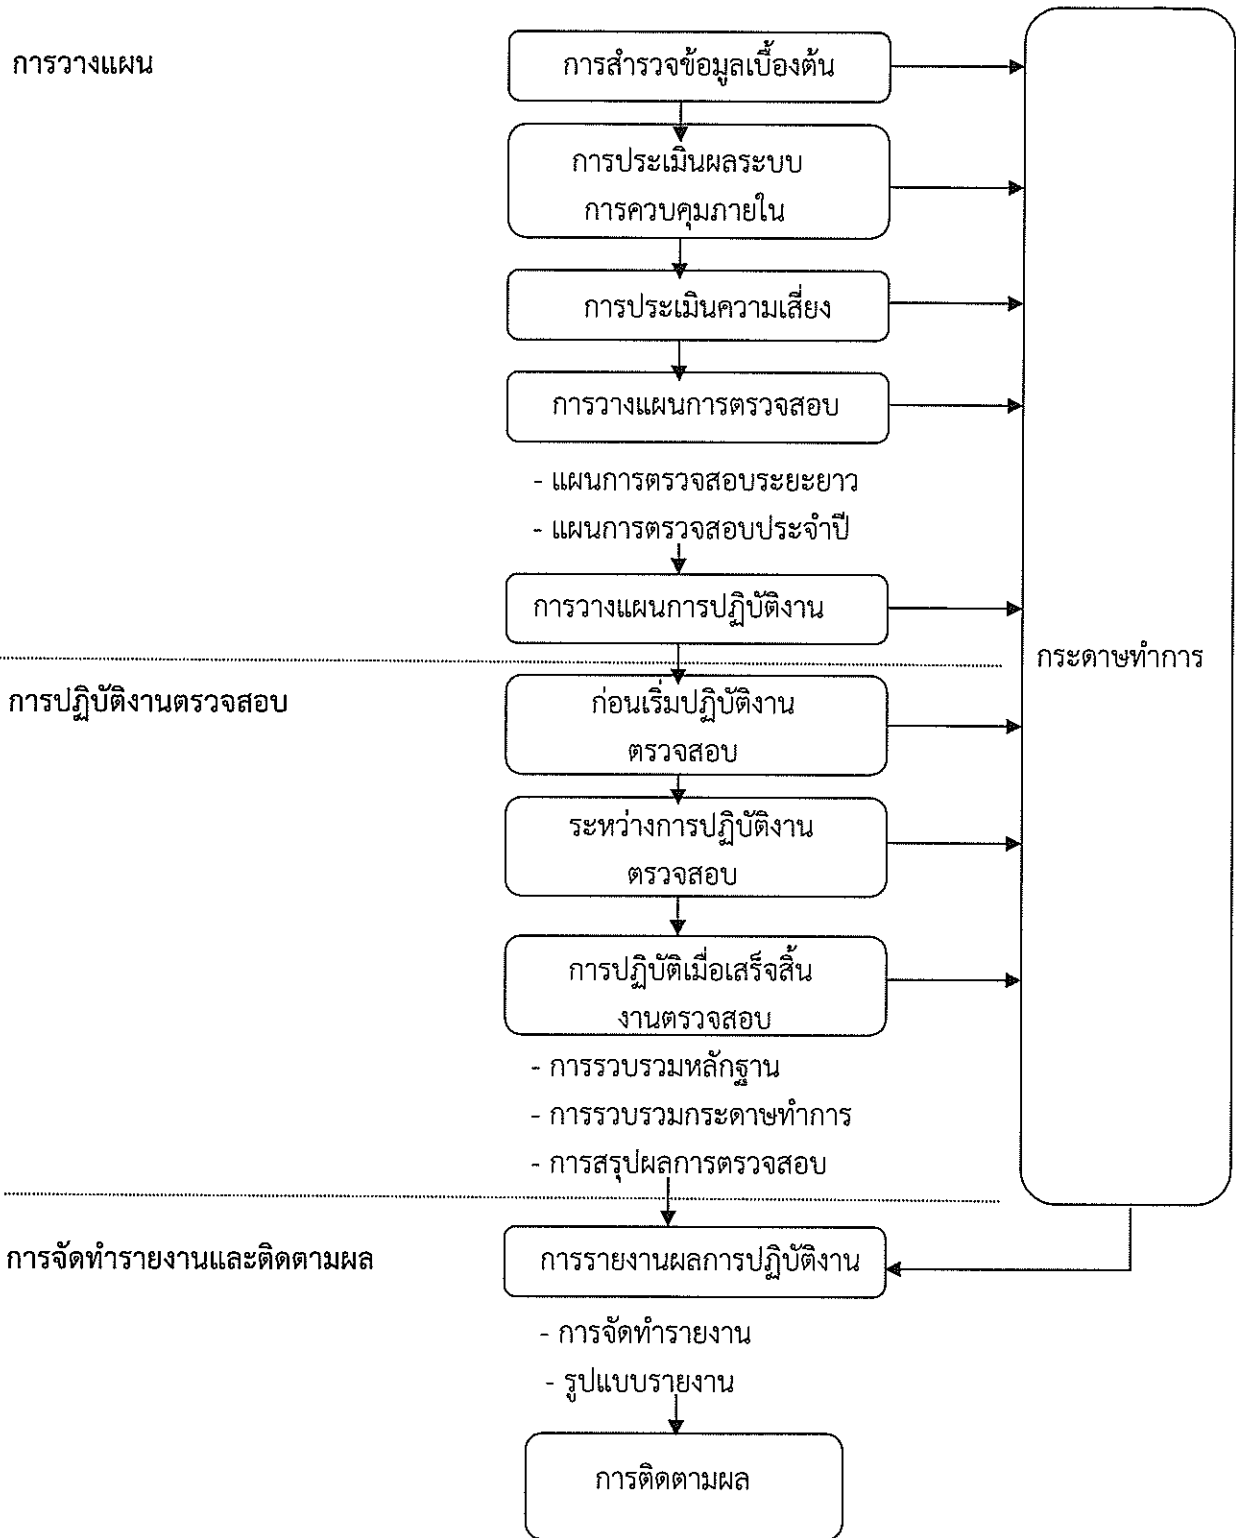 การวางแผน
การสำรวจข้อมูลเบื้องต้น
การประเมินผลระบบ
การควบคุมภายใน
การประเมินความเสี่ยง
การวางแผนการตรวจสอบ
- แผนการตรวจสอบระยะยาว
- แผนการตรวจสอบประจำปี
การวางแผนการปฏิบัติงาน
กระดาษทำการ
การปฏิบัติงานตรวจสอบ
ก่อนเริ่มปฏิบัติงาน
ตรวจสอบ
ระหว่างการปฏิบัติงาน
ตรวจสอบ
การปฏิบัติเมื่อเสร็จสิ้น
งานตรวจสอบ
- การรวบรวมหลักฐาน
- การรวบรวมกระดาษทำการ
- การสรุปผลการตรวจสอบ
การจัดทำรายงานและติดตามผล
การรายงานผลการปฏิบัติงาน
- การจัดทำรายงาน
- รูปแบบรายงาน
การติดตามผล